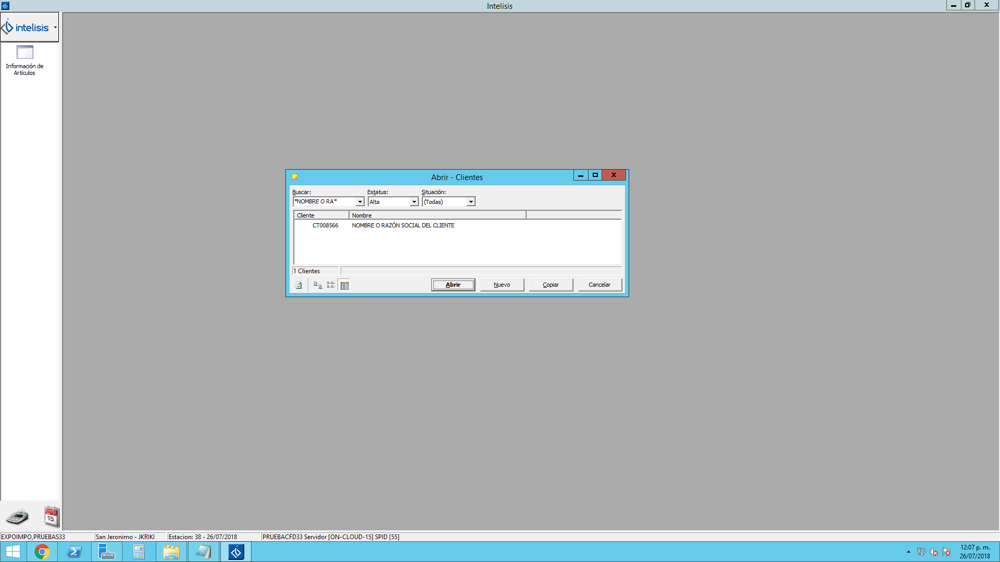 Intelisis
intelisis
Información de
Artículos
Abrir - Clientes
Buscar: Estatus: Situación:
*NOMBRE O RA* Alta (Todas)
Cliente Nombre
CT008566 NOMBRE O RAZÓN SOCIAL DEL CLIENTE
1 Clientes
Abrir Nuevo Copiar Cancelar
15
EXPOIMPO,PRUEBAS33 San Jeronimo - JKRIKI Estacion: 38 - 26/07/2018 PRUEBACFD33 Servidor [ON-CLOUD-15] SPID [55]
12:07 p. m.
26/07/2018